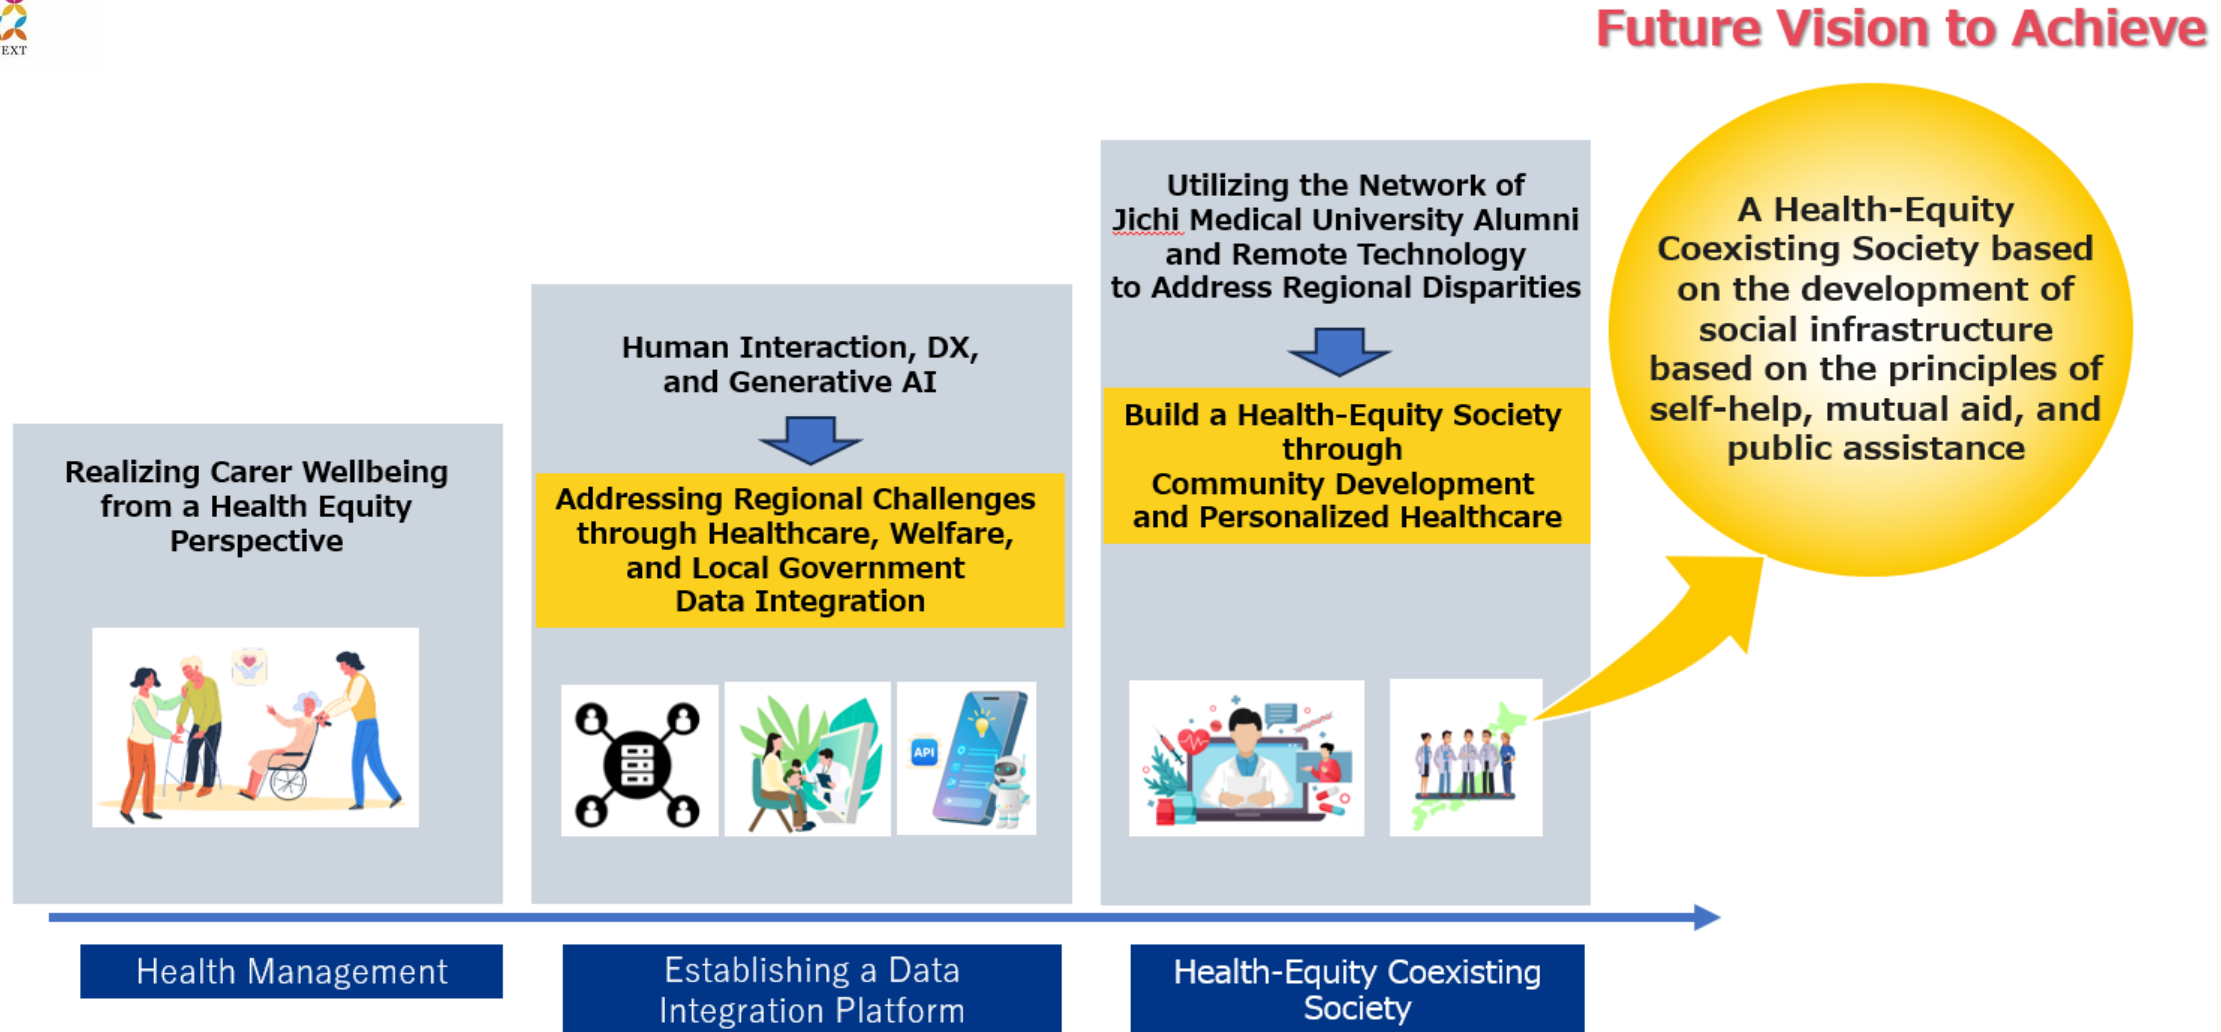 EXT
Future Vision to Achieve
Realizing Carer Wellbeing
from a Health Equity
Perspective
Human Interaction, DX,
and Generative AI
Addressing Regional Challenges
through Healthcare, Welfare,
and Local Government
Data Integration
API
Utilizing the Network of
Jichi Medical University Alumni
and Remote Technology
to Address Regional Disparities
Build a Health-Equity Society
through
Community Development
and Personalized Healthcare
A Health-Equity
Coexisting Society based
on the development of
social infrastructure
based on the principles of
self-help, mutual aid, and
public assistance
Health Management
Establishing a Data
Integration Platform
Health-Equity Coexisting
Society